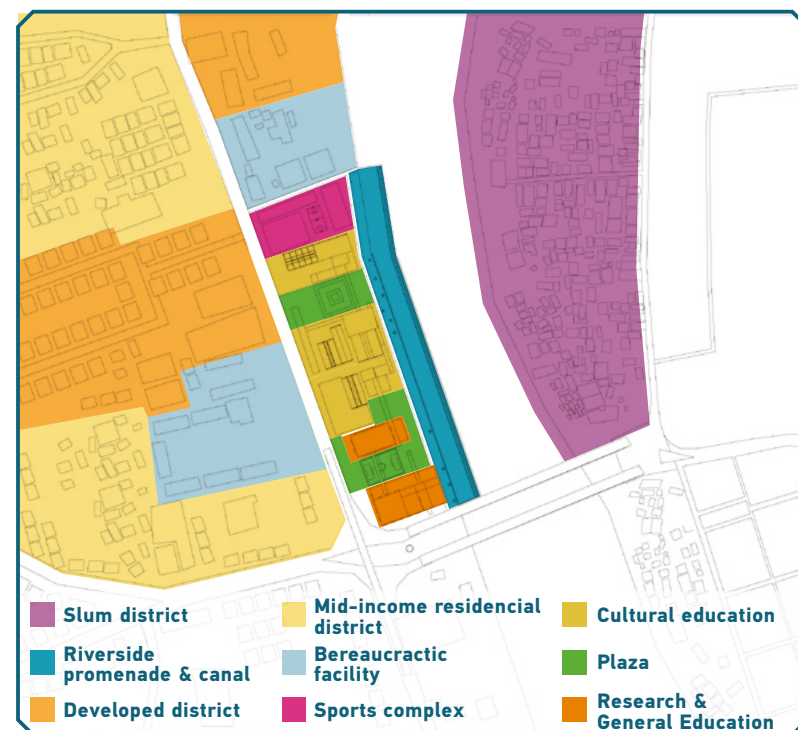 Slum district
Riverside
promenade & canal
Developed district
Mid-income residencial
district
Bereaucractic
facility
Sports complex
Cultural education
Plaza
Research &
General Education